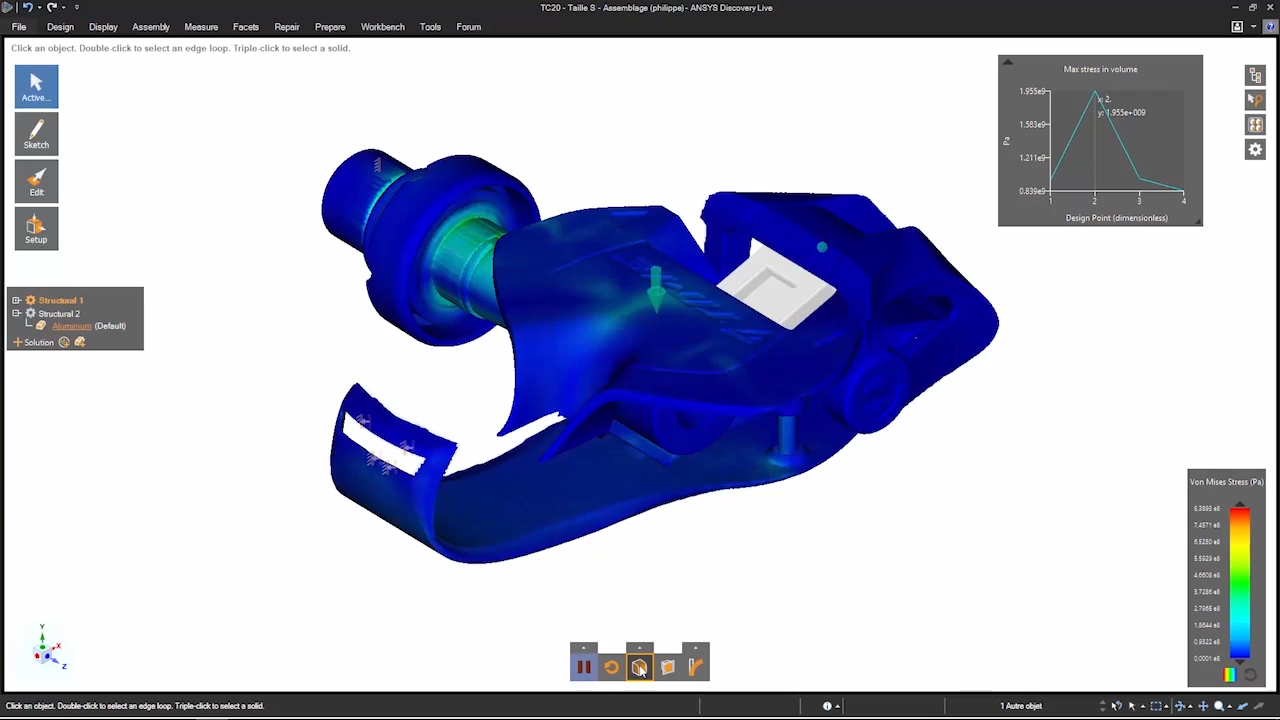 TC20 - Taille S - Assemblage (philippe) - ANSYS Discovery Live
File Design Display Assembly Measure Facets Repair Prepare Workbench Tools Forum
Click an object. Double-click to select an edge loop. Triple-click to select a solid.
Active...
Sketch
Edit
Setup
Structural 1
Structural 2
Aluminium (Default)
Solution
Max stress in volume
1.955e9
x: 2.
y: 1.955e+009
1.583e9
Pa
1.211e9
0.839e9
1 2 3 4
Design Point (dimensionless)
Von Mises Stress (Pa)
8.3893 e8
7.4571 e8
6.5250 e8
5.5929 e8
4.6608 e8
3.7286 e8
2.7965 e8
1.8644 e8
0.9322 e8
0.0001 e8
Y
X
Z
Click an object. Double-click to select an edge loop. Triple-click to select a solid.
1 Autre objet